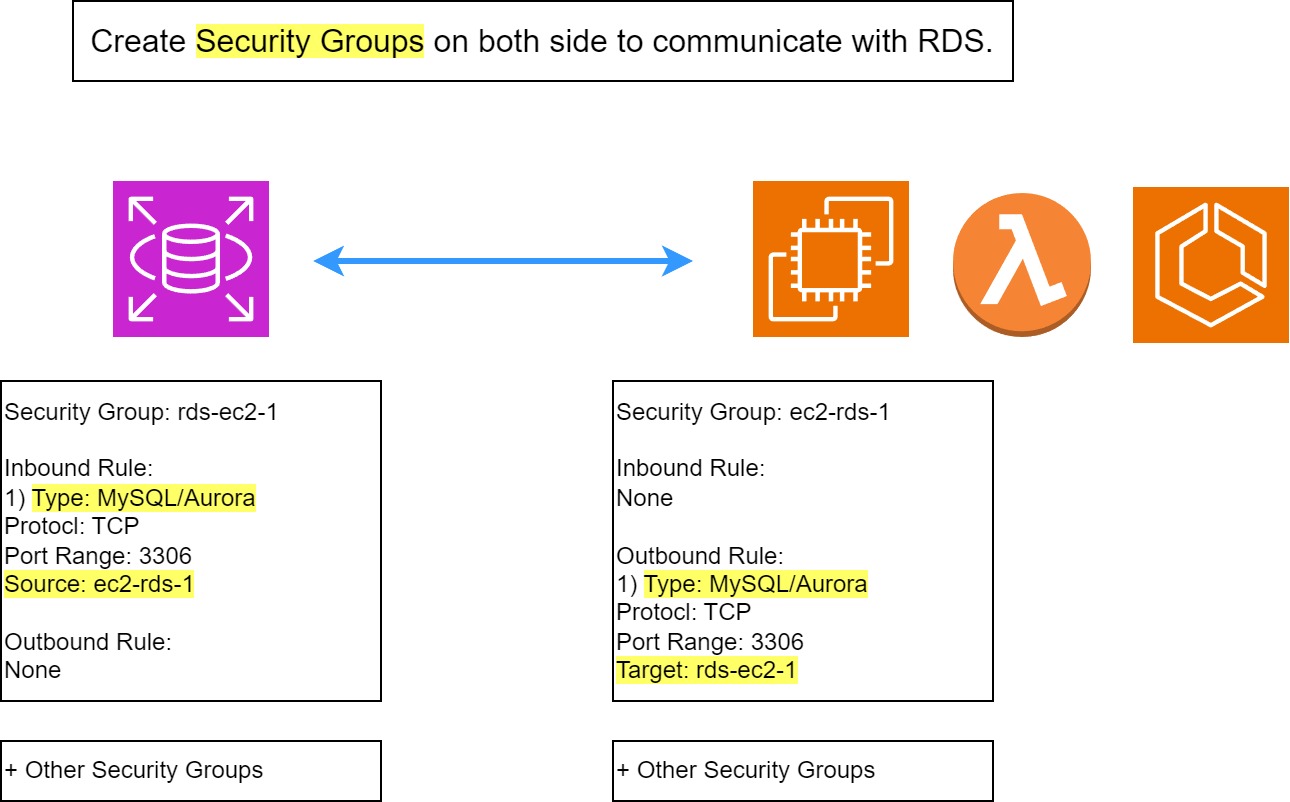 Create Security Groups on both side to communicate with RDS.
Security Group: rds-ec2-1
Inbound Rule:
1) Type: MySQL/Aurora
Protocl: TCP
Port Range: 3306
Source: ec2-rds-1
Outbound Rule:
None
+ Other Security Groups
Security Group: ec2-rds-1
Inbound Rule:
None
Outbound Rule:
1) Type: MySQL/Aurora
Protocl: TCP
Port Range: 3306
Target: rds-ec2-1
+ Other Security Groups